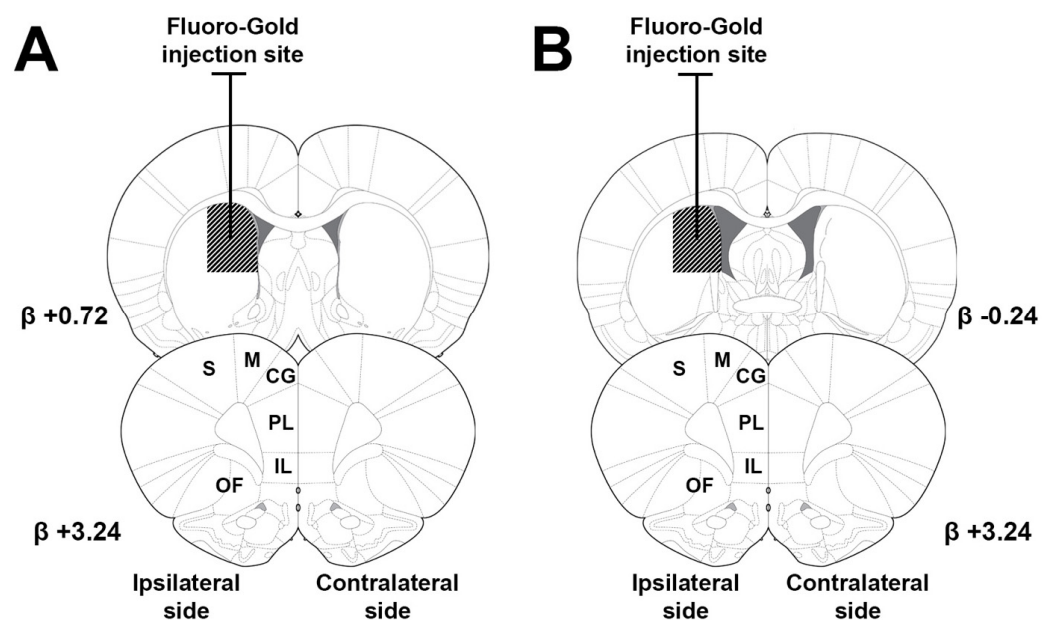 A
Fluoro-Gold
injection site
β +0.72
S
M
CG
PL
IL
OF
β +3.24
Ipsilateral
side
Contralateral
side
B
Fluoro-Gold
injection site
β -0.24
S
M
CG
PL
IL
OF
β +3.24
Ipsilateral
side
Contralateral
side